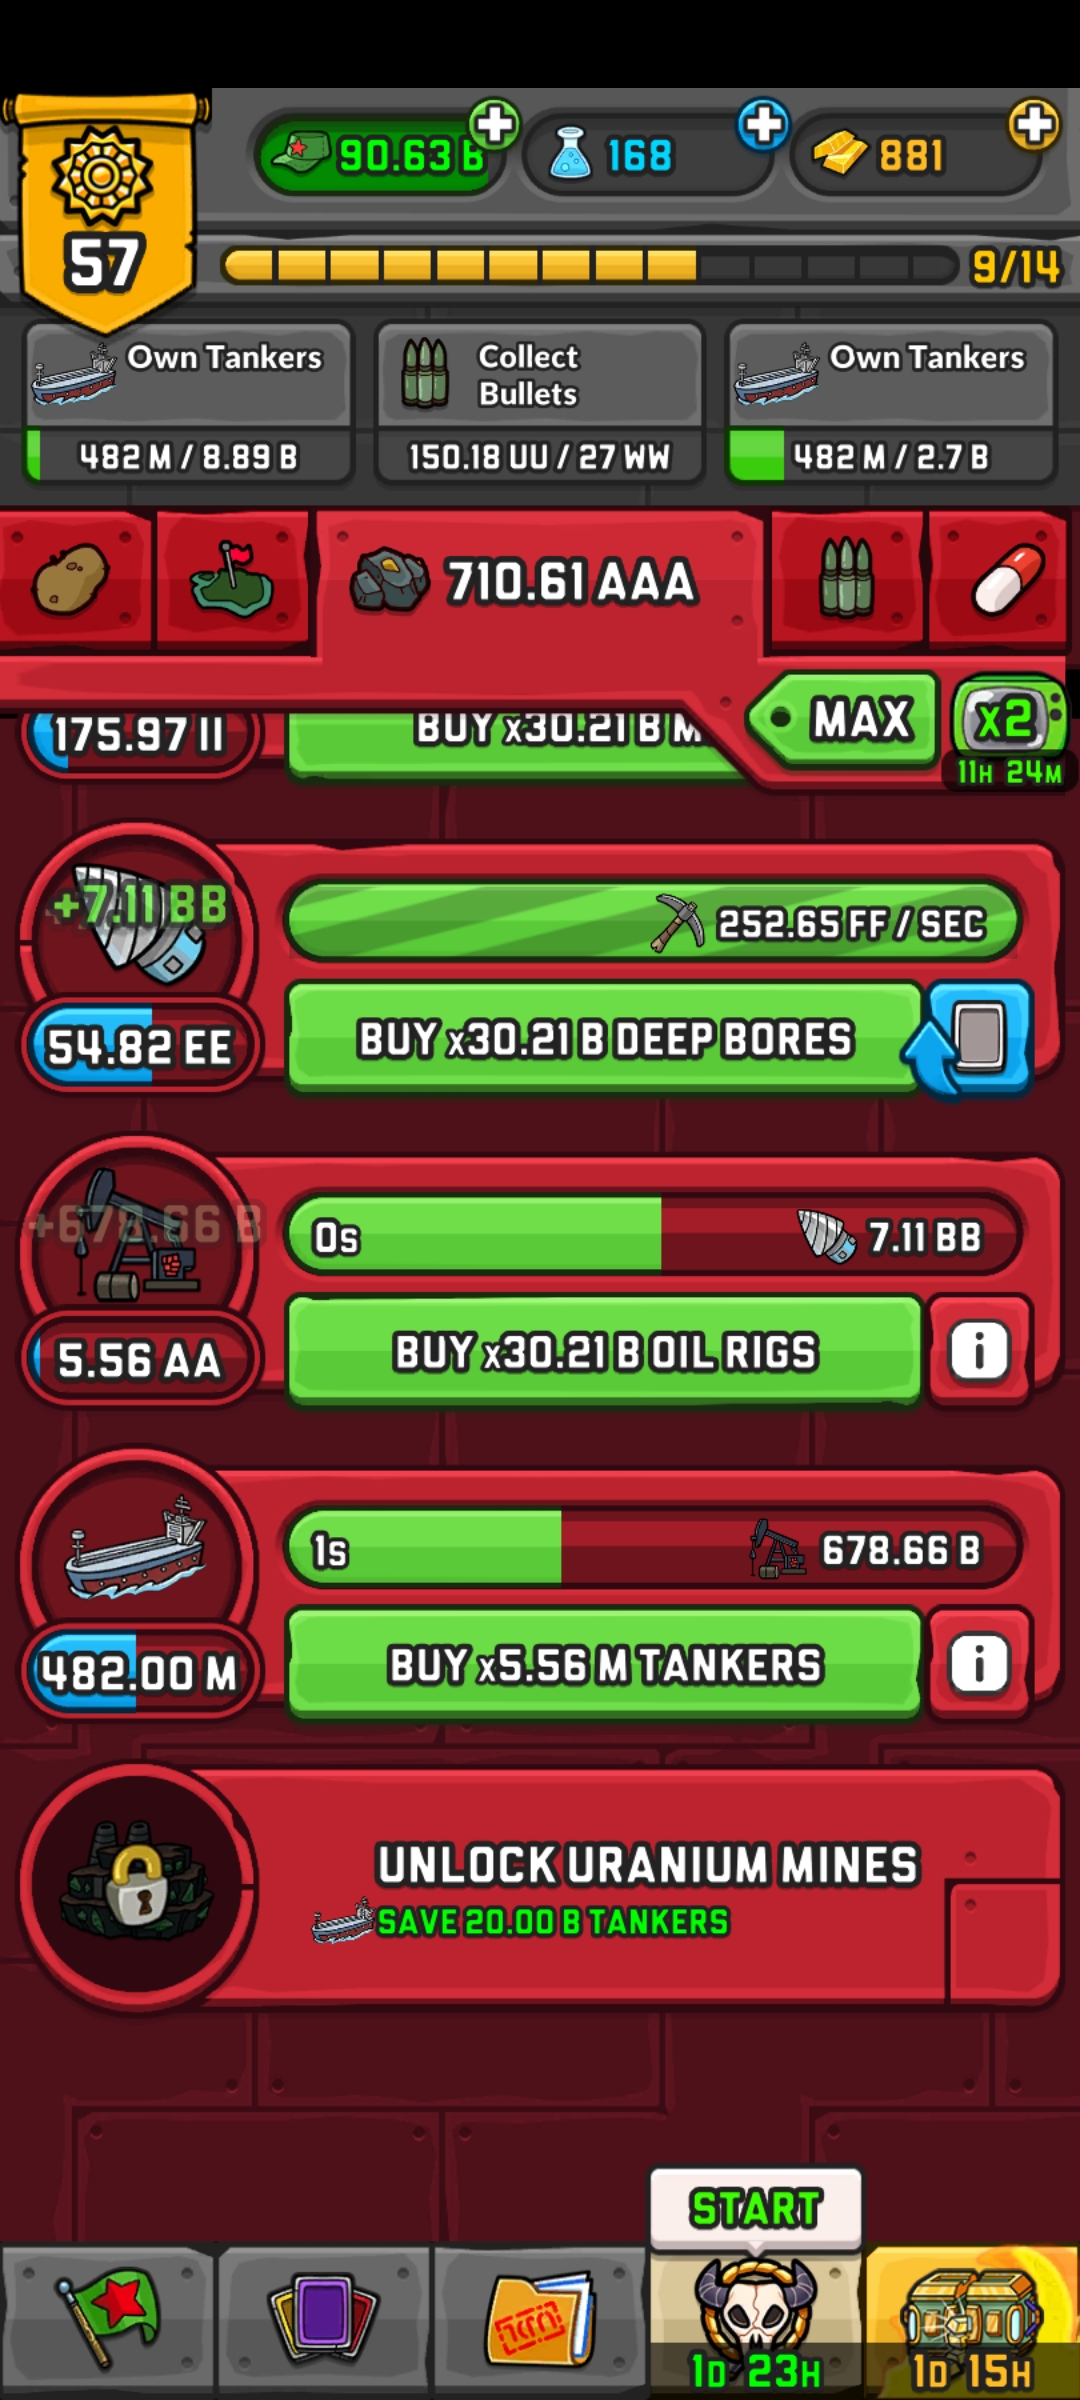 57
90.63 B
168
881
9/14
Own Tankers
482 M / 8.89 B
Collect
Bullets
150.18 UU / 27 WW
Own Tankers
482 M / 2.7 B
710.61 AAA
MAX
x2
11H 24M
175.97 II
BUY x30.21 B M
+7.11 BB
252.65 FF / SEC
54.82 EE
BUY x30.21 B DEEP BORES
+678.66 B
0s
7.11 BB
5.56 AA
BUY x30.21 B OIL RIGS
i
1s
678.66 B
482.00 M
BUY x5.56 M TANKERS
i
UNLOCK URANIUM MINES
SAVE 20.00 B TANKERS
START
1D 23H
1D 15H